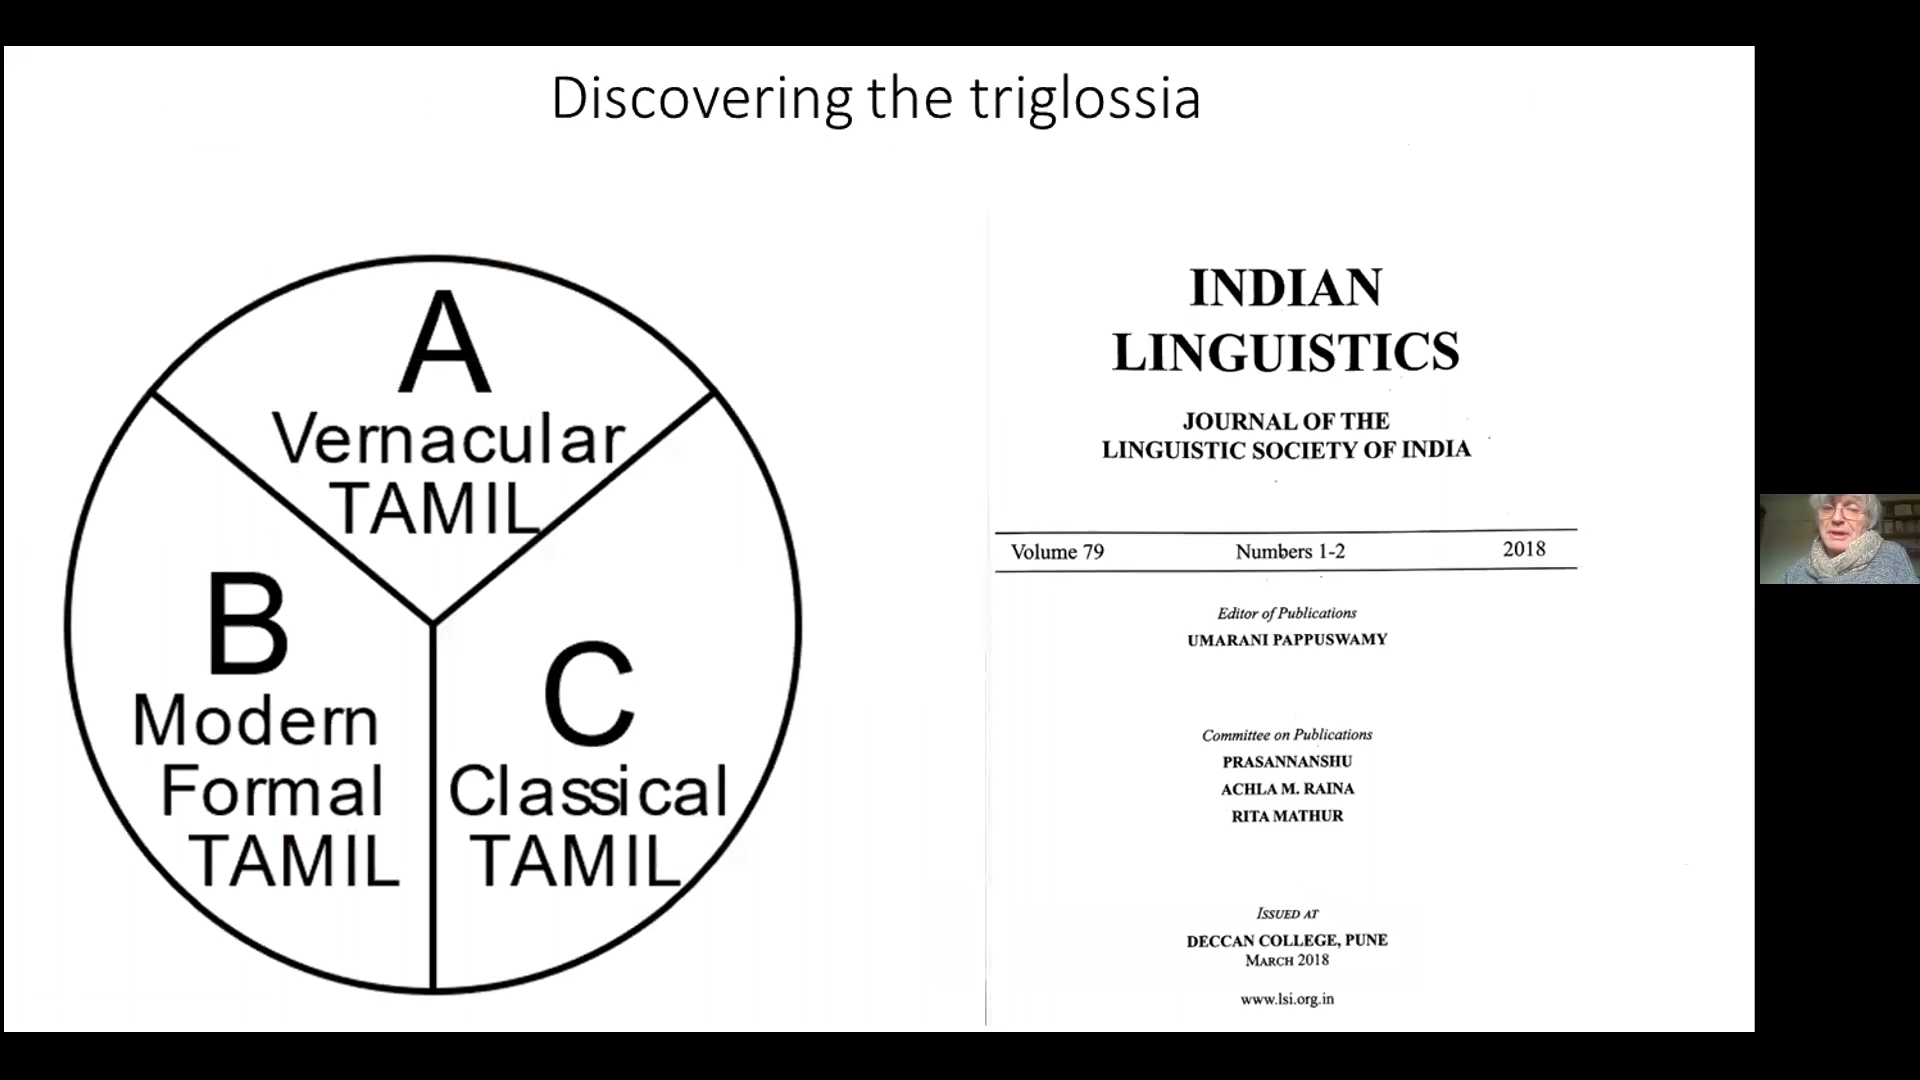 Discovering the triglossia
A
Vernacular
TAMIL
B
Modern
Formal
TAMIL
C
Classical
TAMIL
INDIAN
LINGUISTICS
JOURNAL OF THE
LINGUISTIC SOCIETY OF INDIA
Volume 79 Numbers 1-2 2018
Editor of Publications
UMARANI PAPPUSWAMY
Committee on Publications
PRASANNANSHU
ACHLA M. RAINA
RITA MATHUR
ISSUED AT
DECCAN COLLEGE, PUNE
MARCH 2018
www.lsi.org.in